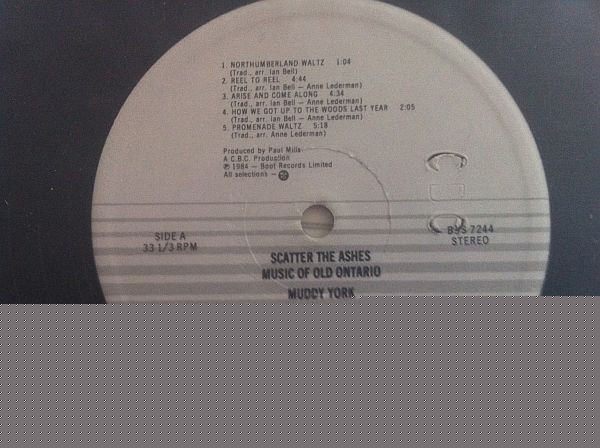 1. NORTHUMBERLAND WALTZ 1:04
(Trad., arr. Ian Bell)
2. REEL TO REEL 4:44
(Trad., arr. Ian Bell — Anne Lederman)
3. ARISE AND COME ALONG 4:34
(Trad., arr. Ian Bell — Anne Lederman)
4. HOW WE GOT UP TO THE WOODS LAST YEAR 2:05
(Trad., arr. Ian Bell — Anne Lederman)
5. PROMENADE WALTZ 5:18
(Trad., arr. Anne Lederman)
Produced by Paul Mills
A C.B.C. Production
℗ 1984 — Boot Records Limited
All selections —
CBC
SIDE A
33 1/3 RPM
7244
STEREO
SCATTER THE ASHES
MUSIC OF OLD ONTARIO
MUDDY YORK